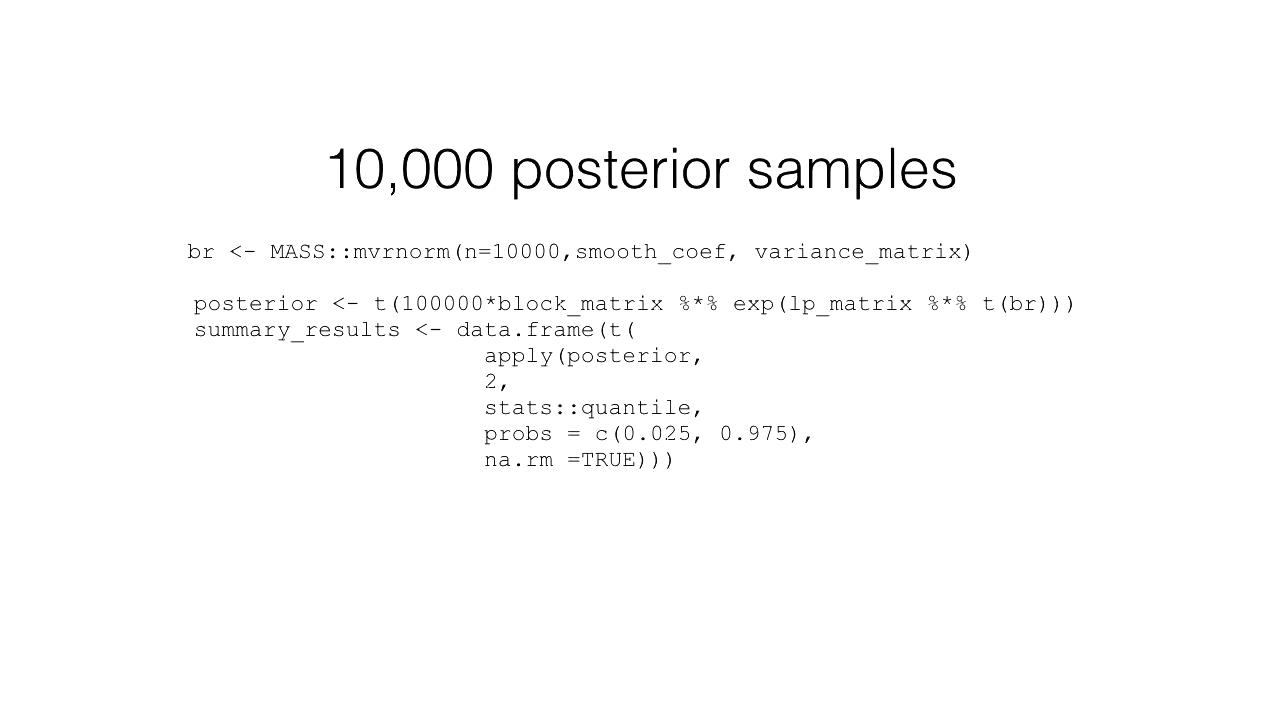 10,000 posterior samples
br <- MASS::mvrnorm(n=10000,smooth_coef, variance_matrix)
posterior <- t(100000*block_matrix %*% exp(lp_matrix %*% t(br)))
summary_results <- data.frame(t(
apply(posterior,
2,
stats::quantile,
probs = c(0.025, 0.975),
na.rm =TRUE)))